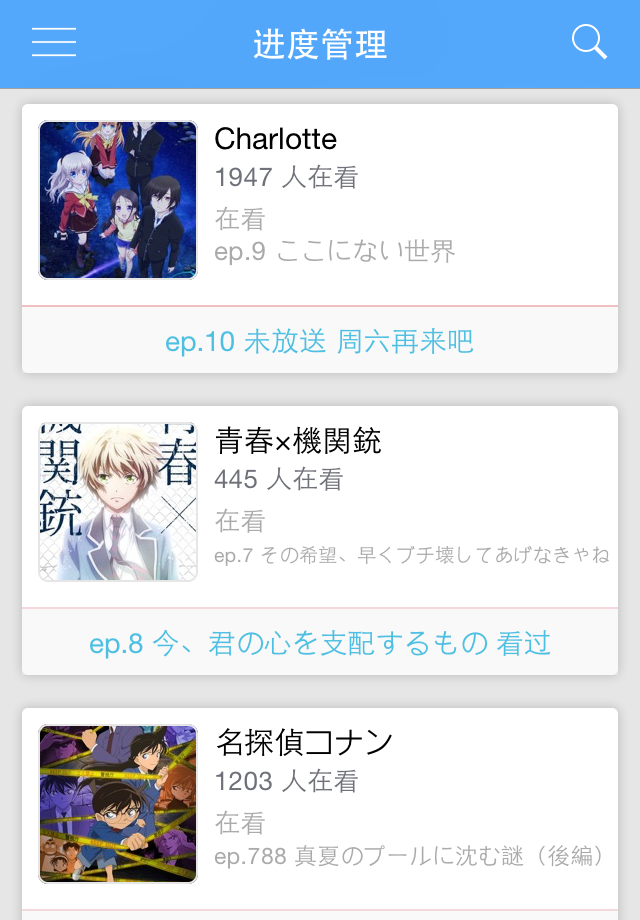 进度管理
Charlotte
1947 人在看
在看
ep.9 ここにない世界
ep.10 未放送 周六再来吧
機関銃
青春×
青春×機関銃
445 人在看
在看
ep.7 その希望、早くブチ壊してあげなきゃね
ep.8 今、君の心を支配するもの 看过
名探偵コナン
1203 人在看
在看
ep.788 真夏のプールに沈む謎（後編）